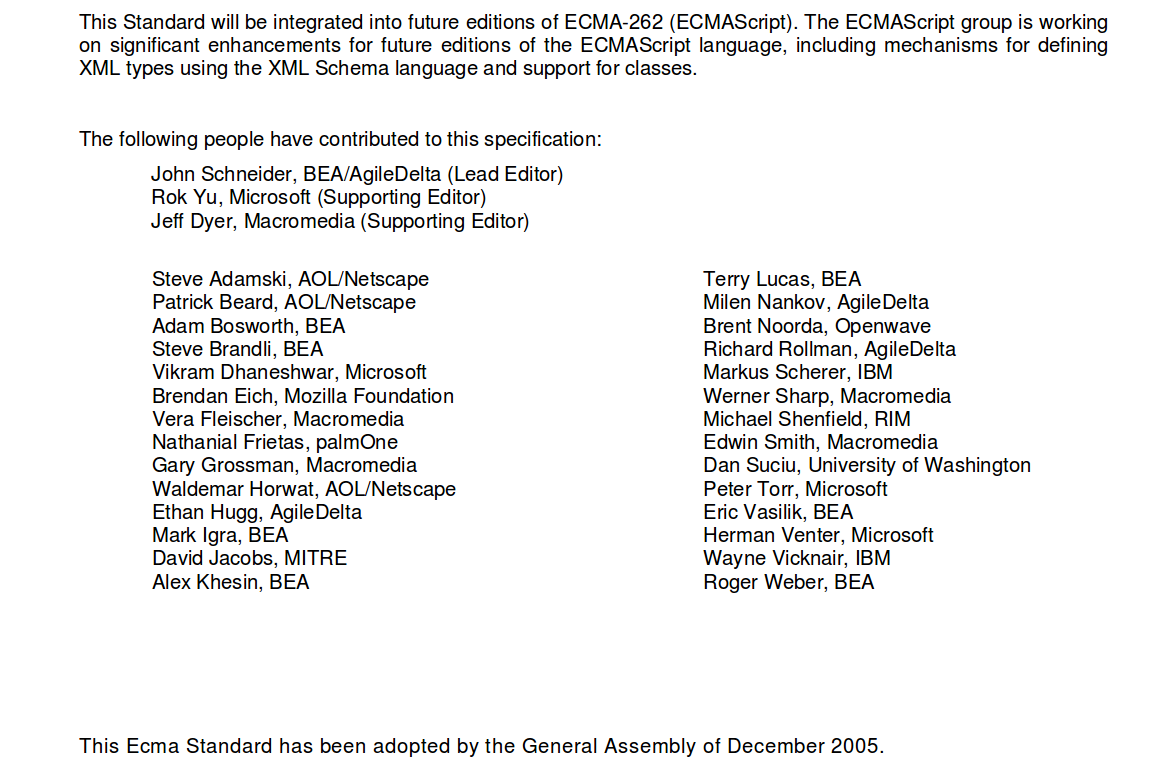 This Standard will be integrated into future editions of ECMA-262 (ECMAScript). The ECMAScript group is working
on significant enhancements for future editions of the ECMAScript language, including mechanisms for defining
XML types using the XML Schema language and support for classes.
The following people have contributed to this specification:
John Schneider, BEA/AgileDelta (Lead Editor)
Rok Yu, Microsoft (Supporting Editor)
Jeff Dyer, Macromedia (Supporting Editor)
Steve Adamski, AOL/Netscape
Patrick Beard, AOL/Netscape
Adam Bosworth, BEA
Steve Brandli, BEA
Vikram Dhaneshwar, Microsoft
Brendan Eich, Mozilla Foundation
Vera Fleischer, Macromedia
Nathanial Frietas, palmOne
Gary Grossman, Macromedia
Waldemar Horwat, AOL/Netscape
Ethan Hugg, AgileDelta
Mark Igra, BEA
David Jacobs, MITRE
Alex Khesin, BEA
Terry Lucas, BEA
Milen Nankov, AgileDelta
Brent Noorda, Openwave
Richard Rollman, AgileDelta
Markus Scherer, IBM
Werner Sharp, Macromedia
Michael Shenfield, RIM
Edwin Smith, Macromedia
Dan Suciu, University of Washington
Peter Torr, Microsoft
Eric Vasilik, BEA
Herman Venter, Microsoft
Wayne Vicknair, IBM
Roger Weber, BEA
This Ecma Standard has been adopted by the General Assembly of December 2005.